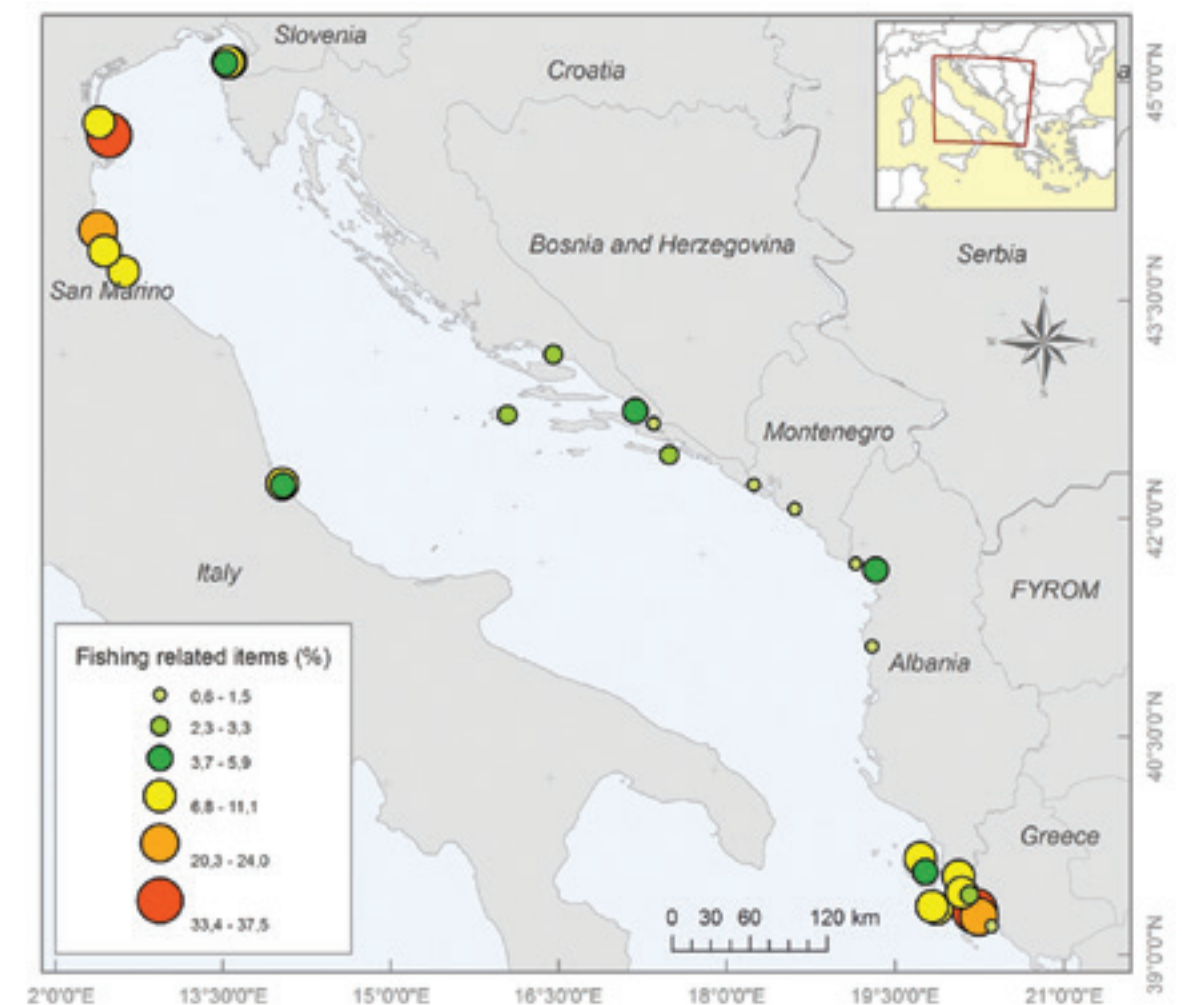 Slovenia
Croatia
a
45°0'0"N
Bosnia and Herzegovina
Serbia
San Marino
43°30'0"N
N
W
E
S
Montenegro
42°0'0"N
Italy
FYROM
Albania
Fishing related items (%)
0,6 - 1,5
2,3 - 3,3
3,7 - 5,9
6,8 - 11,1
20,3 - 24,0
33,4 - 37,5
40°30'0"N
Greece
0 30 60 120 km
39°0'0"N
2°0'0"E 13°30'0"E 15°0'0"E 16°30'0"E 18°0'0"E 19°30'0"E 21°0'0"E